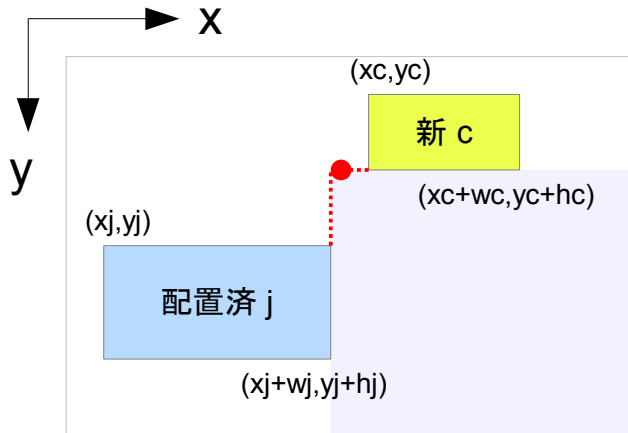 x
y
(xc,yc)
新 c
(xc+wc,yc+hc)
(xj,yj)
配置済 j
(xj+wj,yj+hj)